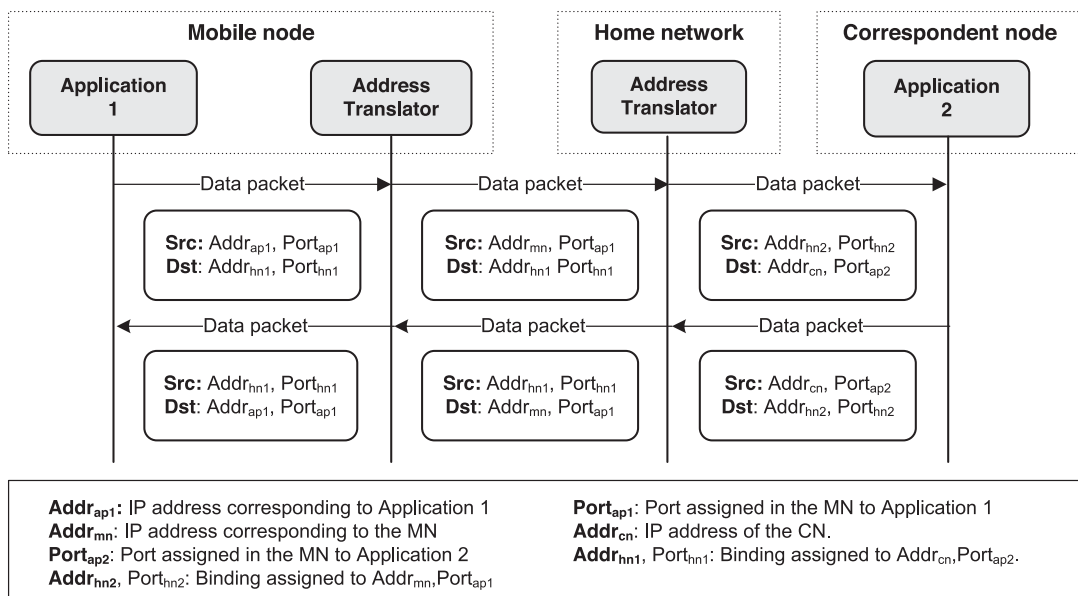 Mobile node
Home network
Correspondent node
Application
1
Address
Translator
Address
Translator
Application
2
Data packet
Data packet
Data packet
Src: Addrap1, Portap1
Dst: Addrhn1, Porthn1
Src: Addrmn, Portap1
Dst: Addrhn1 Porthn1
Src: Addrhn2, Porthn2
Dst: Addrcn, Portap2
Data packet
Data packet
Data packet
Src: Addrhn1, Porthn1
Dst: Addrap1, Portap1
Src: Addrhn1, Porthn1
Dst: Addrmn, Portap1
Src: Addrcn, Portap2
Dst: Addrhn2, Porthn2
Addrap1: IP address corresponding to Application 1
Addrmn: IP address corresponding to the MN
Portap2: Port assigned in the MN to Application 2
Addrhn2, Porthn2: Binding assigned to Addrmn,Portap1
Portap1: Port assigned in the MN to Application 1
Addrcn: IP address of the CN.
Addrhn1, Porthn1: Binding assigned to Addrcn,Portap2.